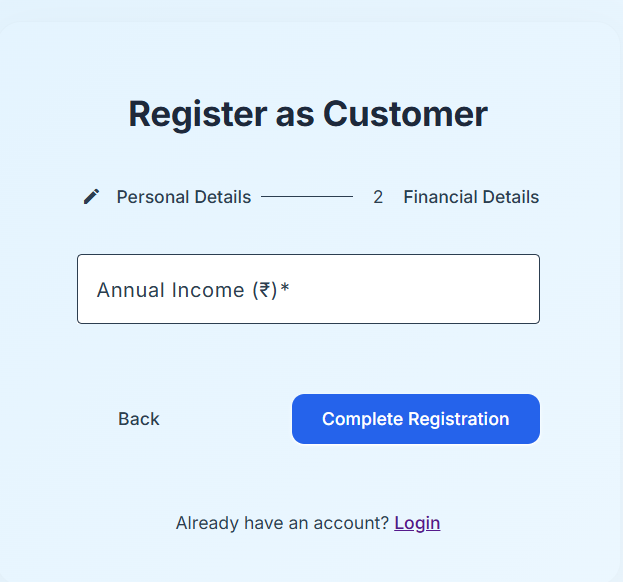 Register as Customer
Personal Details 2 Financial Details
Annual Income (₹)*
Back Complete Registration
Already have an account? Login